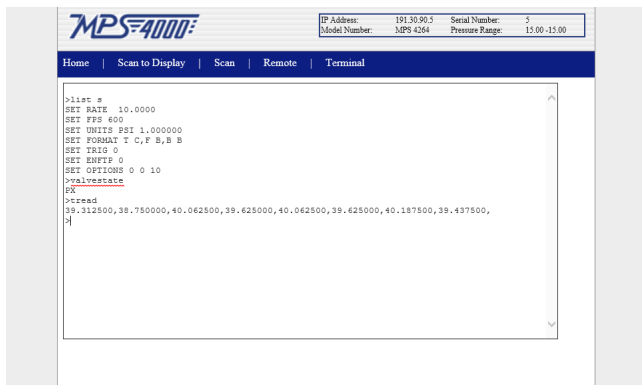 MPS-4000
IP Address: 191.30.90.5 Serial Number: 5
Model Number: MPS 4264 Pressure Range: 15.00 -15.00
Home | Scan to Display | Scan | Remote | Terminal
>list s
SET RATE  10.0000
SET FPS 600
SET UNITS PSI 1.000000
SET FORMAT T C,F B,B B
SET TRIG 0
SET ENFTP 0
SET OPTIONS 0 0 10
>valvestate
PX
>tread
39.312500,38.750000,40.062500,39.625000,40.062500,39.625000,40.187500,39.437500,
>